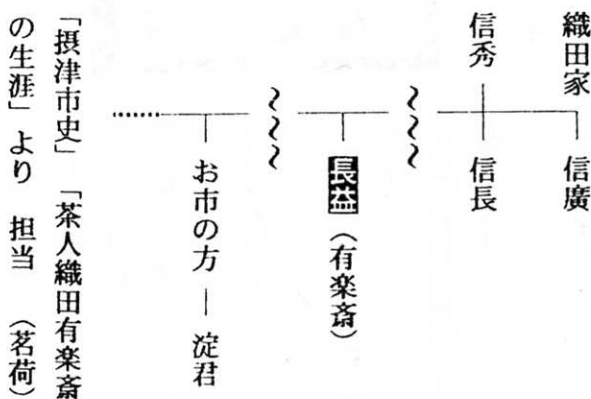 織田家
信秀
信廣
信長
長益(有楽斎)
お市の方―淀君
「摂津市史」「茶人織田有楽斎
の生涯」より 担当 (茗荷)